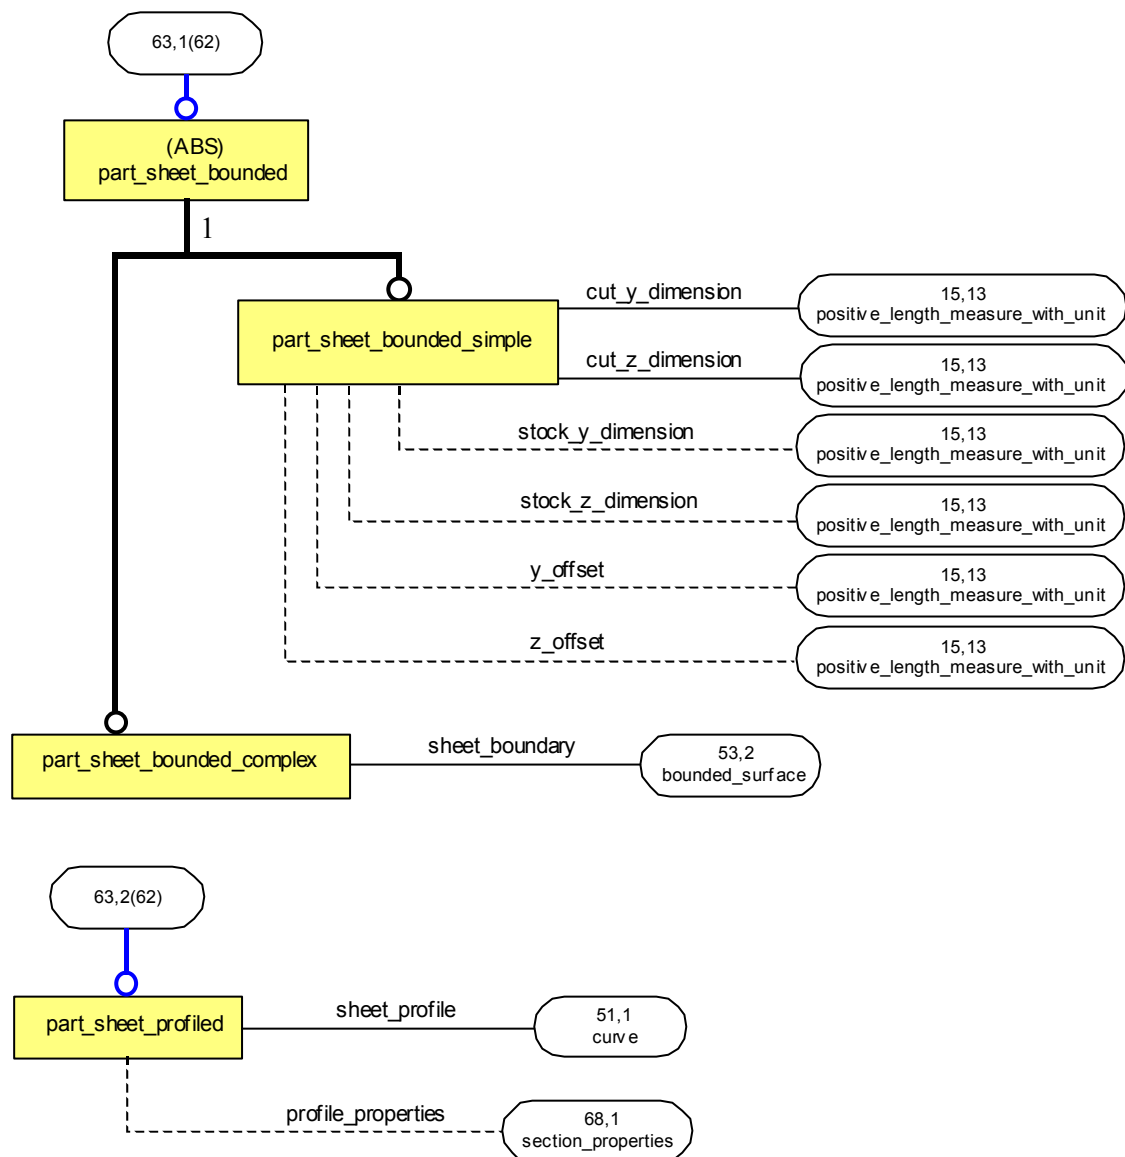 63,1(62)
(ABS)
part_sheet_bounded
1
cut_y_dimension
15,13
positive_length_measure_with_unit
part_sheet_bounded_simple
cut_z_dimension
15,13
positive_length_measure_with_unit
stock_y_dimension
15,13
positive_length_measure_with_unit
stock_z_dimension
15,13
positive_length_measure_with_unit
y_offset
15,13
positive_length_measure_with_unit
z_offset
15,13
positive_length_measure_with_unit
part_sheet_bounded_complex
sheet_boundary
53,2
bounded_surface
63,2(62)
part_sheet_profiled
sheet_profile
51,1
curve
profile_properties
68,1
section_properties